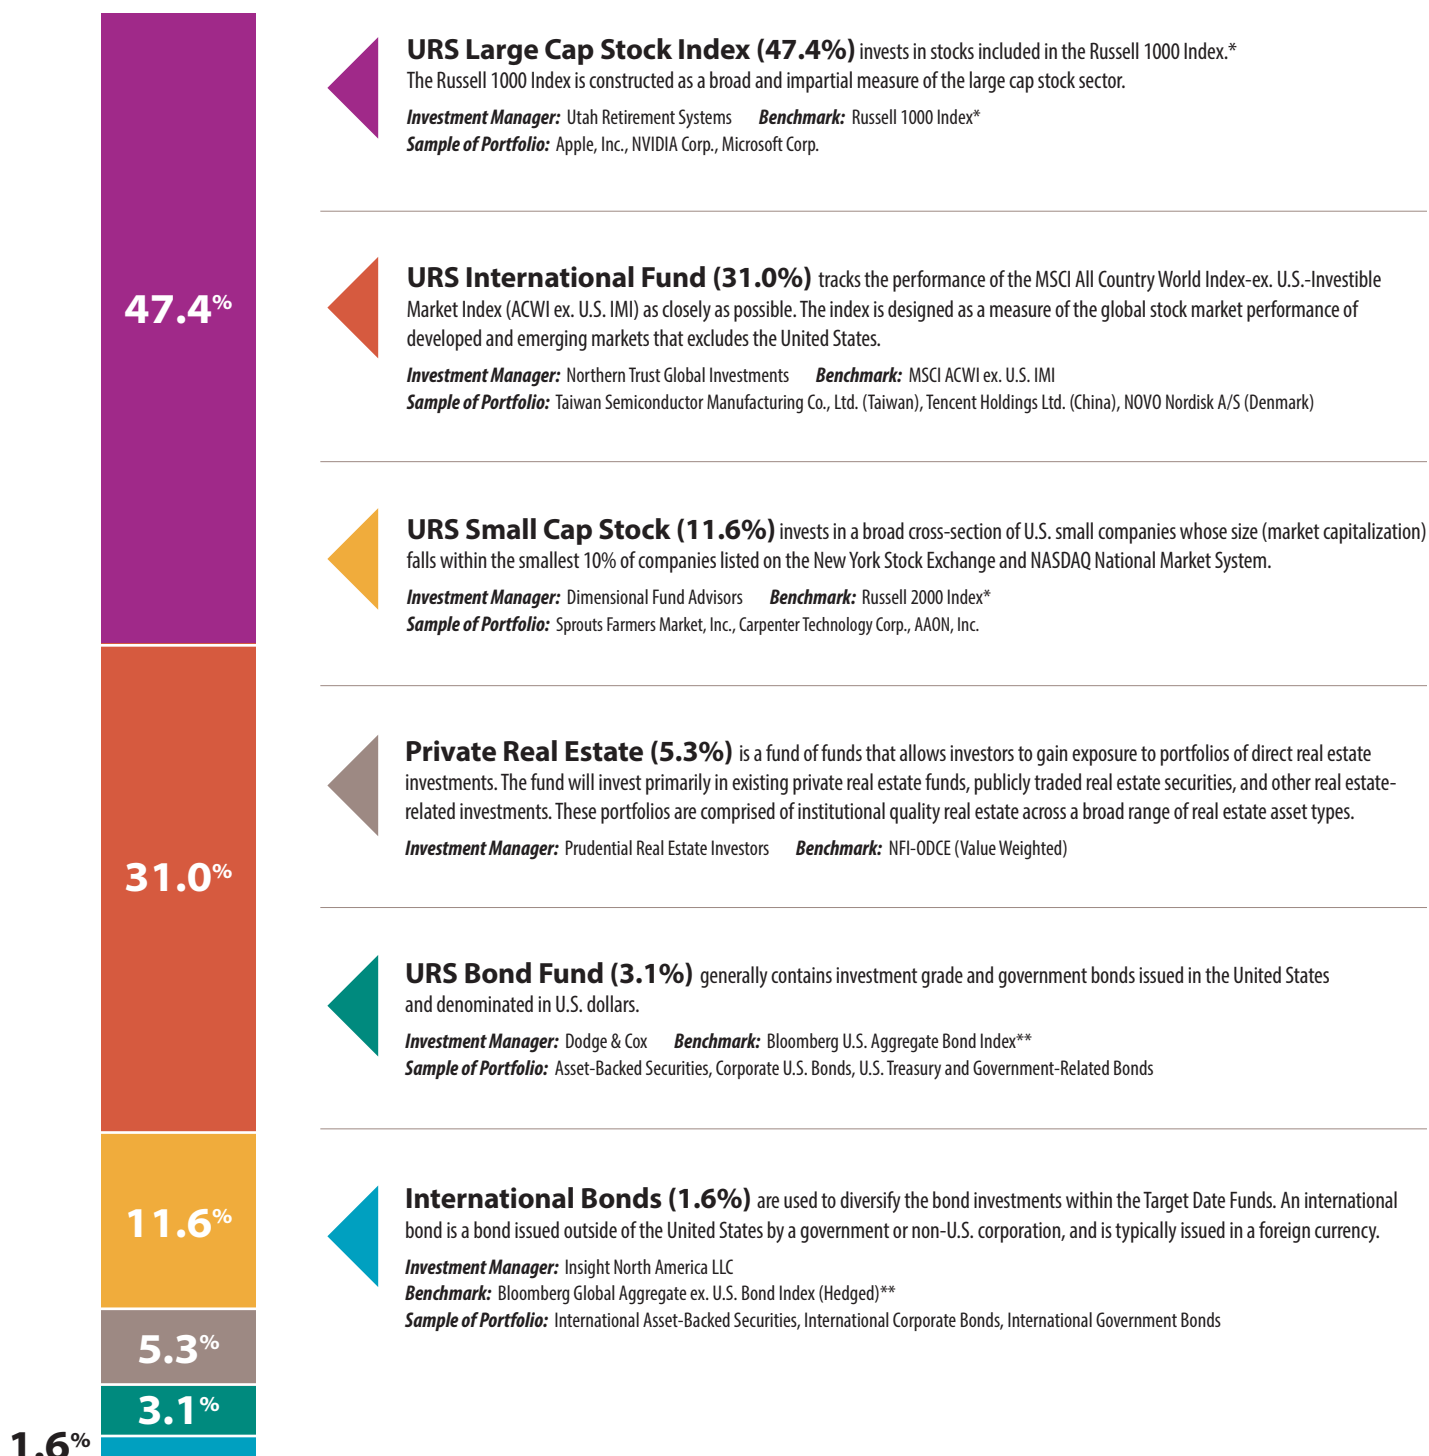 URS Large Cap Stock Index (47.4%) invests in stocks included in the Russell 1000 Index.*
The Russell 1000 Index is constructed as a broad and impartial measure of the large cap stock sector.
Investment Manager: Utah Retirement Systems Benchmark: Russell 1000 Index*
Sample of Portfolio: Apple, Inc., NVIDIA Corp., Microsoft Corp.
47.4%
URS International Fund (31.0%) tracks the performance of the MSCI All Country World Index-ex. U.S.-Investible
Market Index (ACWI ex. U.S. IMI) as closely as possible. The index is designed as a measure of the global stock market performance of
developed and emerging markets that excludes the United States.
Investment Manager: Northern Trust Global Investments Benchmark: MSCI ACWI ex. U.S. IMI
Sample of Portfolio: Taiwan Semiconductor Manufacturing Co., Ltd. (Taiwan), Tencent Holdings Ltd. (China), NOVO Nordisk A/S (Denmark)
URS Small Cap Stock (11.6%) invests in a broad cross-section of U.S. small companies whose size (market capitalization)
falls within the smallest 10% of companies listed on the New York Stock Exchange and NASDAQ National Market System.
Investment Manager: Dimensional Fund Advisors Benchmark: Russell 2000 Index*
Sample of Portfolio: Sprouts Farmers Market, Inc., Carpenter Technology Corp., AAON, Inc.
Private Real Estate (5.3%) is a fund of funds that allows investors to gain exposure to portfolios of direct real estate
investments. The fund will invest primarily in existing private real estate funds, publicly traded real estate securities, and other real estate-
related investments. These portfolios are comprised of institutional quality real estate across a broad range of real estate asset types.
Investment Manager: Prudential Real Estate Investors Benchmark: NFI-ODCE (Value Weighted)
31.0%
URS Bond Fund (3.1%) generally contains investment grade and government bonds issued in the United States
and denominated in U.S. dollars.
Investment Manager: Dodge & Cox Benchmark: Bloomberg U.S. Aggregate Bond Index**
Sample of Portfolio: Asset-Backed Securities, Corporate U.S. Bonds, U.S. Treasury and Government-Related Bonds
International Bonds (1.6%) are used to diversify the bond investments within the Target Date Funds. An international
bond is a bond issued outside of the United States by a government or non-U.S. corporation, and is typically issued in a foreign currency.
Investment Manager: Insight North America LLC
Benchmark: Bloomberg Global Aggregate ex. U.S. Bond Index (Hedged)**
Sample of Portfolio: International Asset-Backed Securities, International Corporate Bonds, International Government Bonds
11.6%
5.3%
3.1%
1.6%